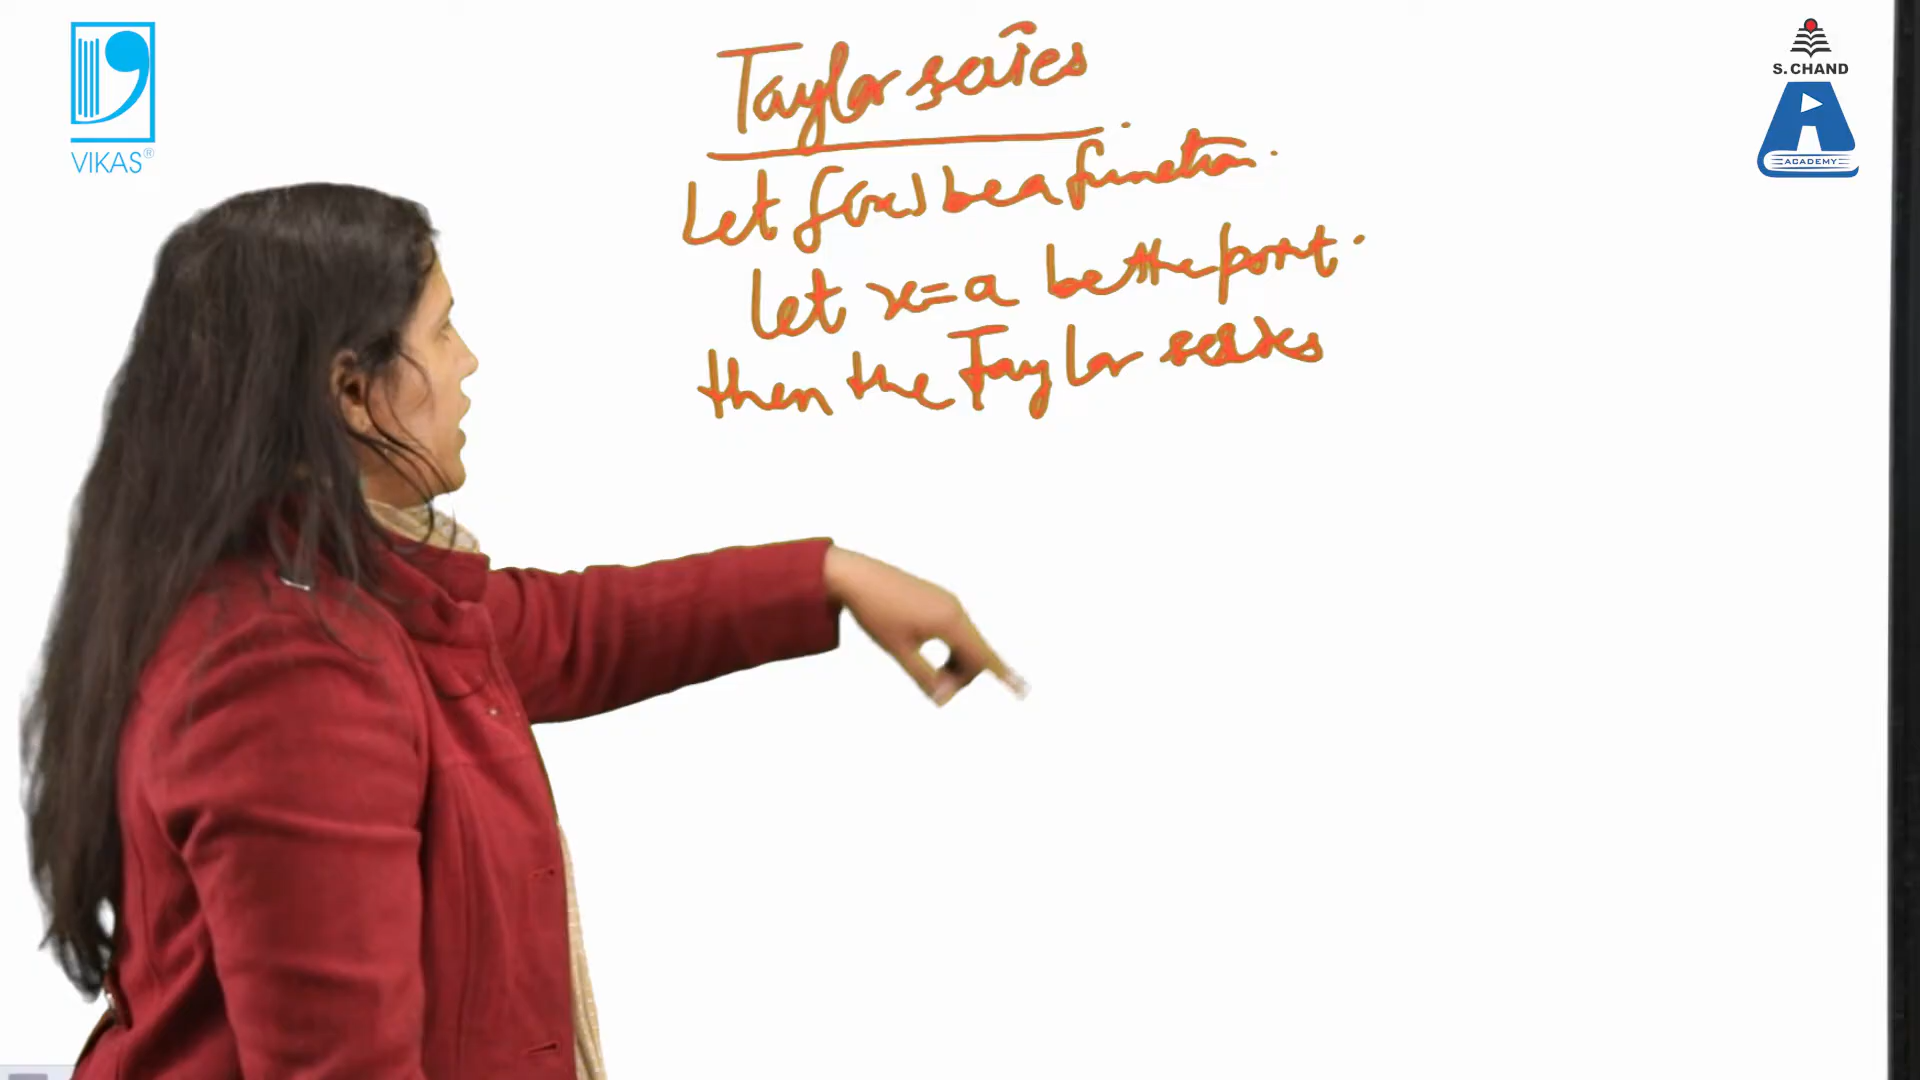 Taylor series
Let f(x) be a function.
let x=a be the point.
then the Taylor series
VIKAS®
S. CHAND
ACADEMY